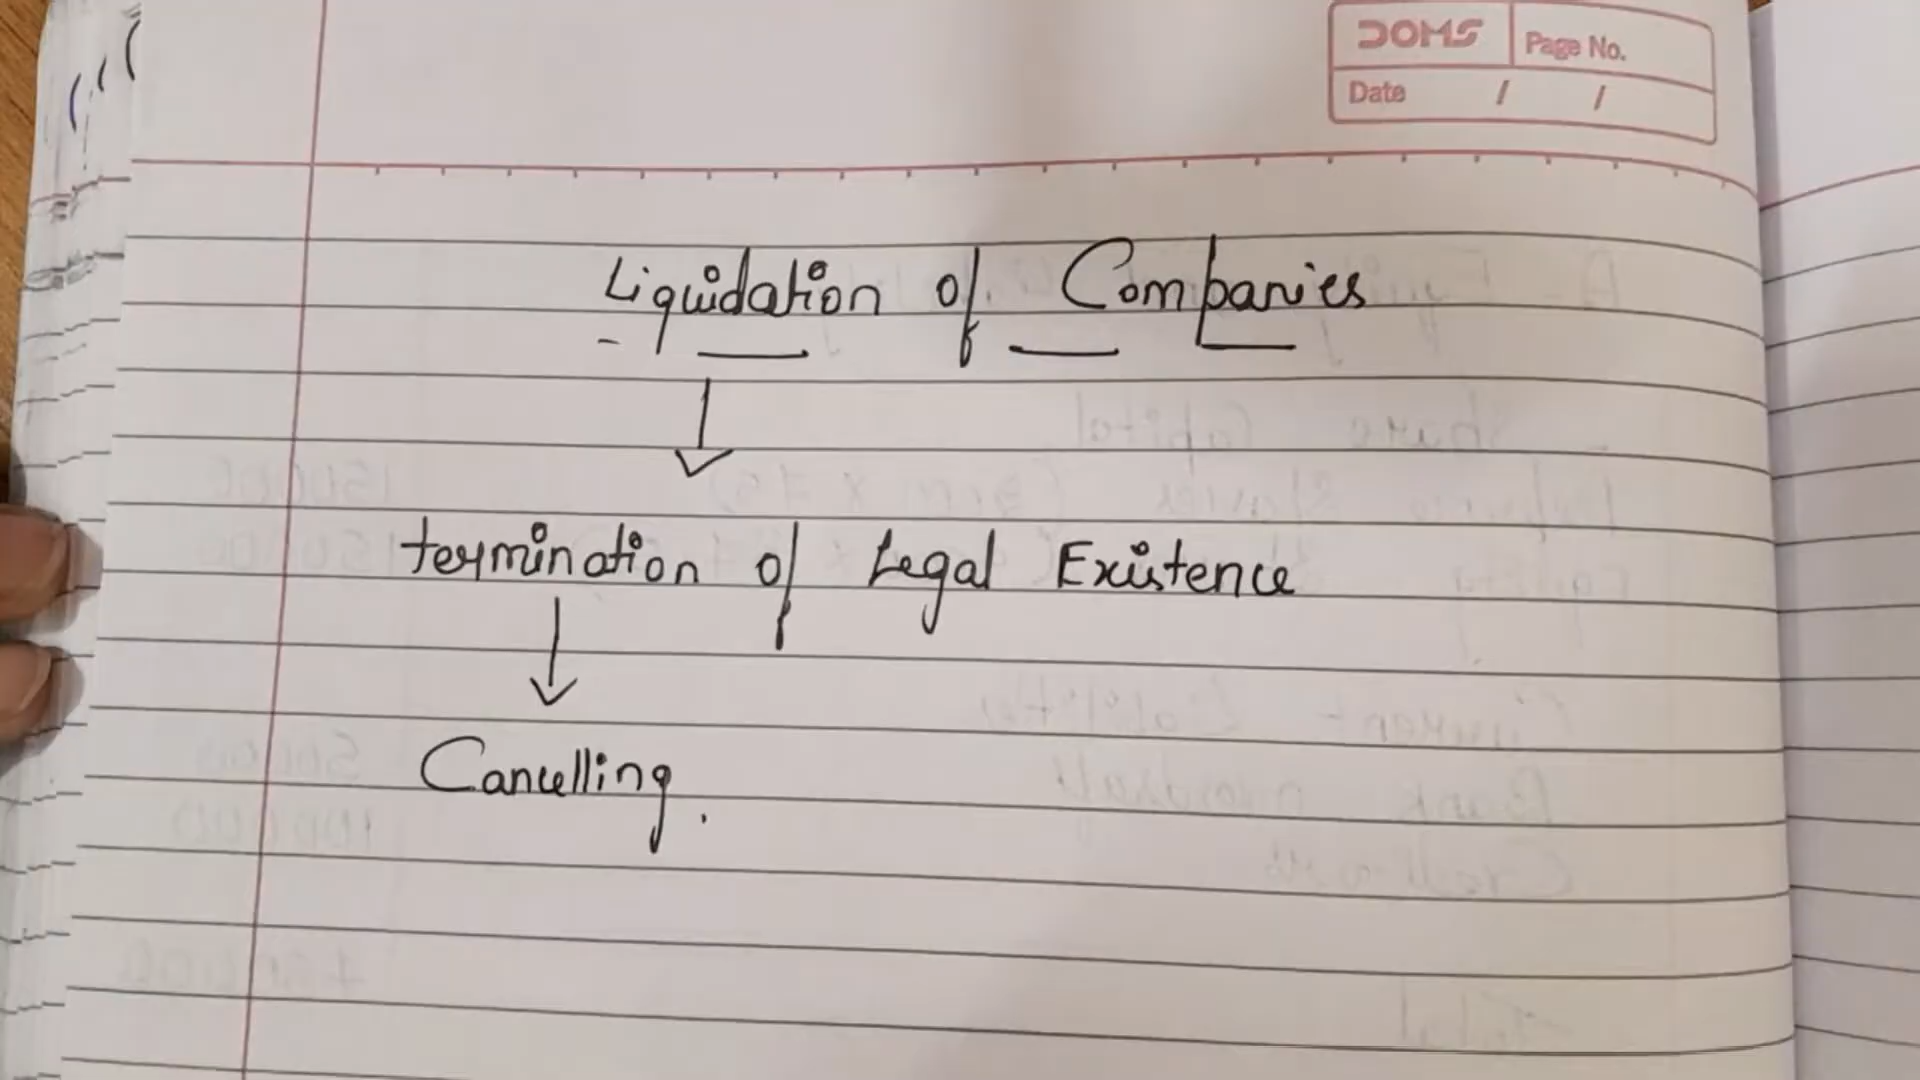 DOMS
Page No.
Date / /
Liquidation of Companies
termination of Legal Existence
Cancelling.